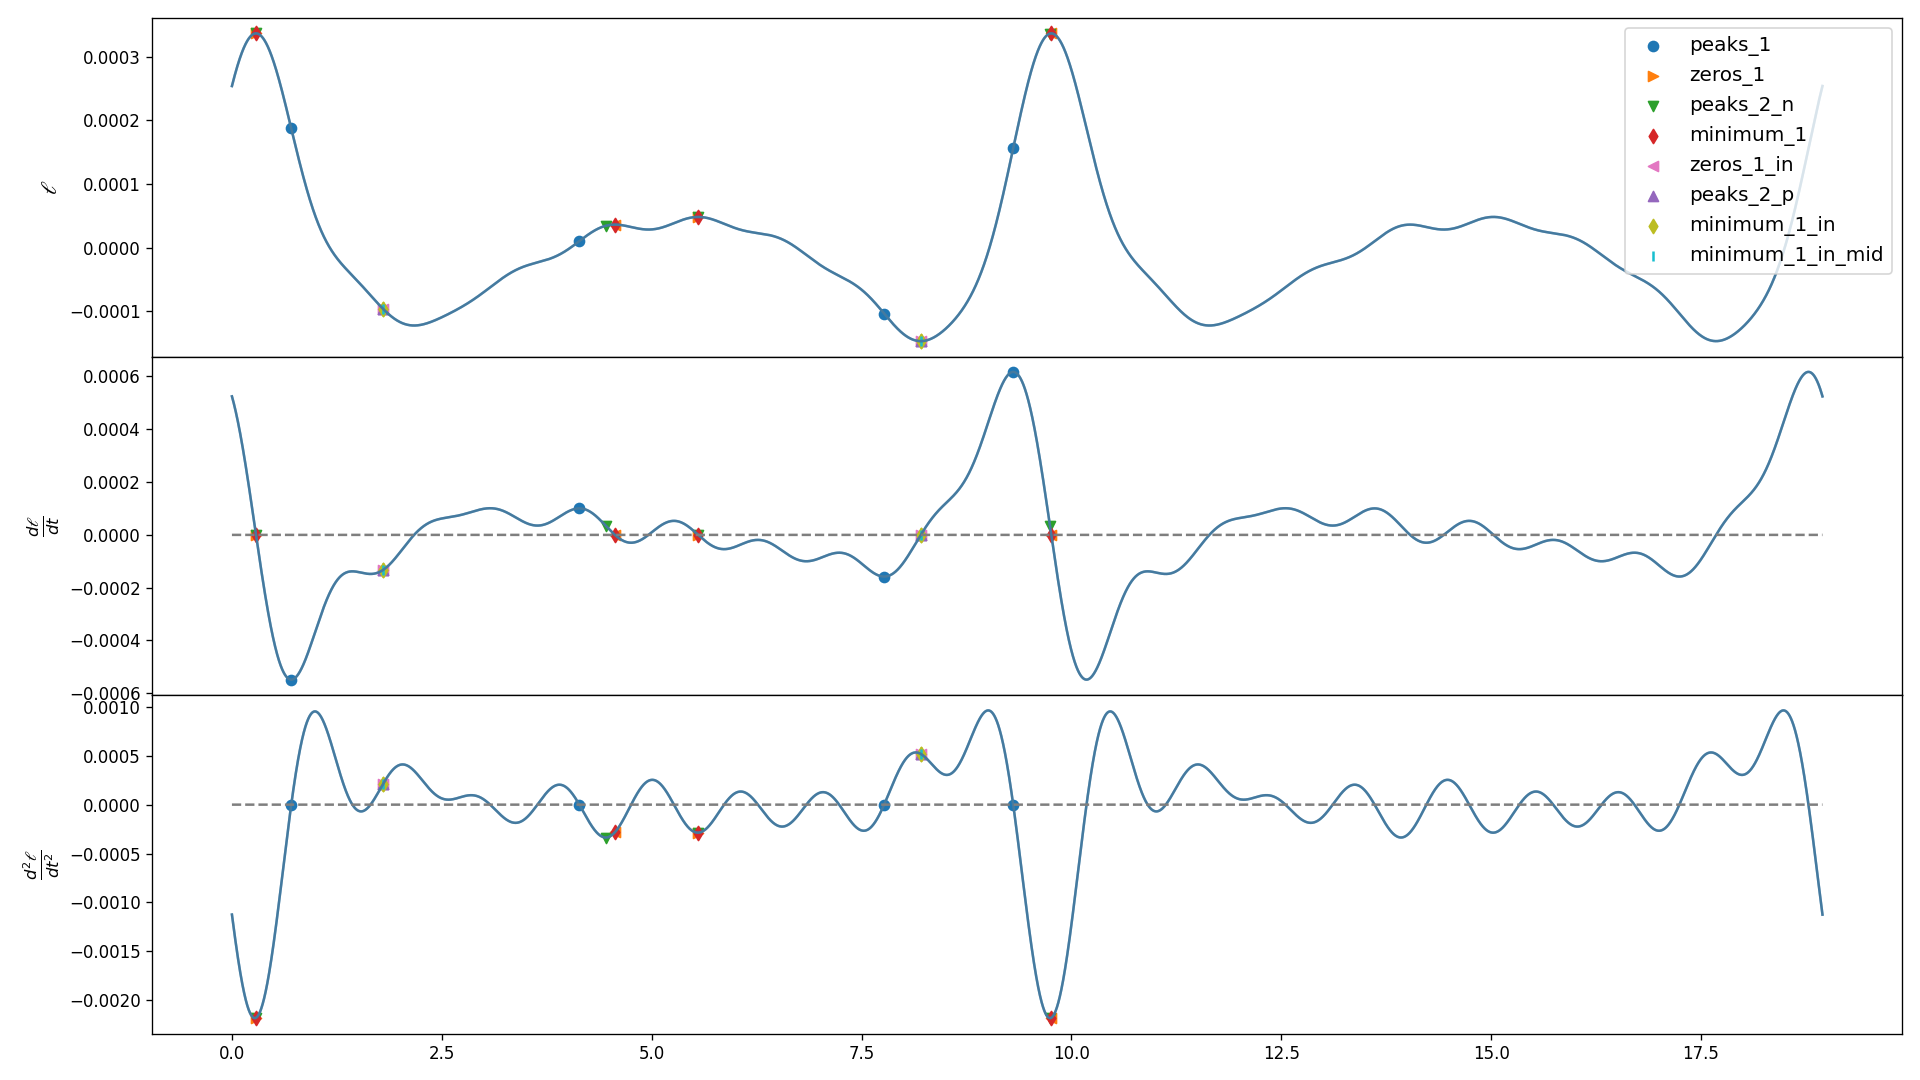 ℓ
0.0003
0.0002
0.0001
0.0000
−0.0001
peaks_1
zeros_1
peaks_2_n
minimum_1
zeros_1_in
peaks_2_p
minimum_1_in
minimum_1_in_mid
dℓ
dt
0.0006
0.0004
0.0002
0.0000
−0.0002
−0.0004
−0.0006
d²ℓ
dt²
0.0010
0.0005
0.0000
−0.0005
−0.0010
−0.0015
−0.0020
0.0 2.5 5.0 7.5 10.0 12.5 15.0 17.5